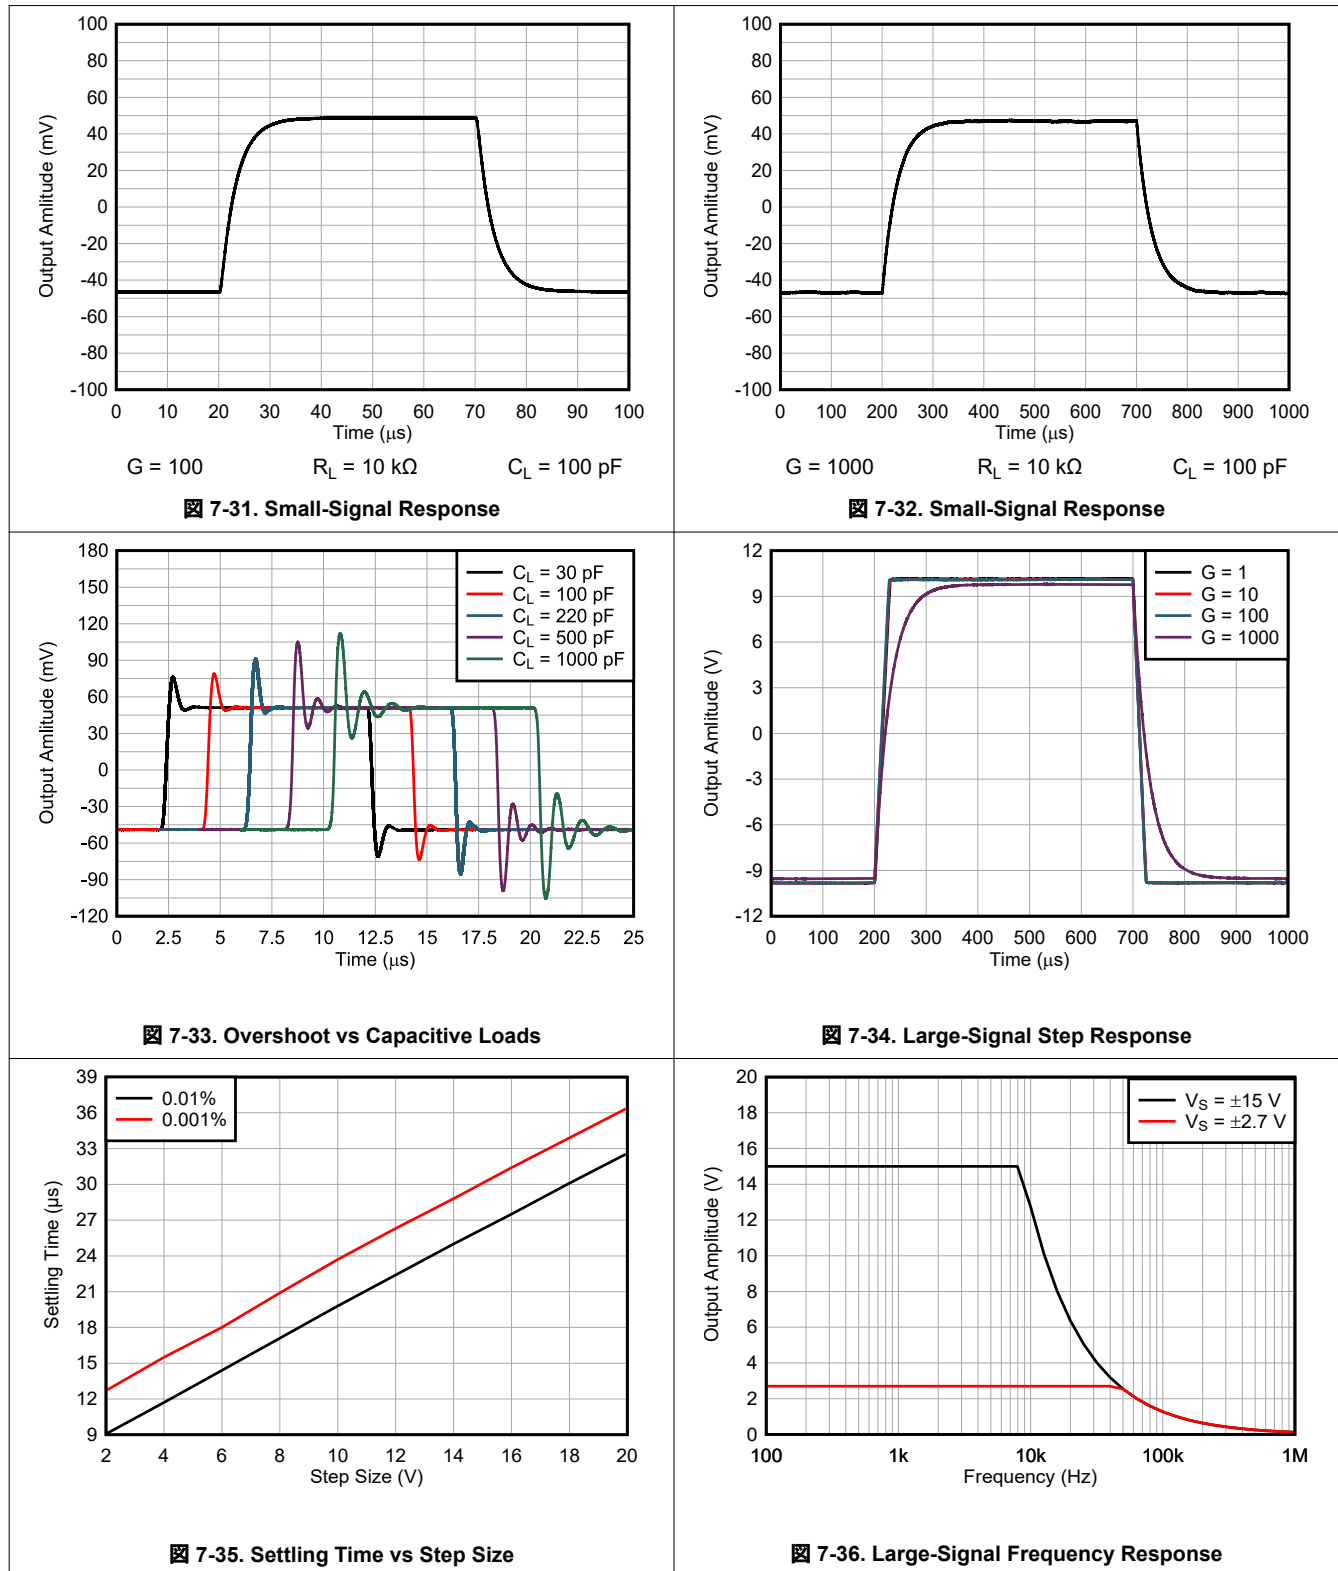 100
80
60
40
20
0
-20
-40
-60
-80
-100
Output Amlitude (mV)
0 10 20 30 40 50 60 70 80 90 100
Time (μs)
G = 100 R_L = 10 kΩ C_L = 100 pF
図 7-31. Small-Signal Response
100
80
60
40
20
0
-20
-40
-60
-80
-100
Output Amlitude (mV)
0 100 200 300 400 500 600 700 800 900 1000
Time (μs)
G = 1000 R_L = 10 kΩ C_L = 100 pF
図 7-32. Small-Signal Response
180
150
120
90
60
30
0
-30
-60
-90
-120
Output Amlitude (mV)
C_L = 30 pF
C_L = 100 pF
C_L = 220 pF
C_L = 500 pF
C_L = 1000 pF
0 2.5 5 7.5 10 12.5 15 17.5 20 22.5 25
Time (μs)
図 7-33. Overshoot vs Capacitive Loads
12
9
6
3
0
-3
-6
-9
-12
Output Amlitude (V)
G = 1
G = 10
G = 100
G = 1000
0 100 200 300 400 500 600 700 800 900 1000
Time (μs)
図 7-34. Large-Signal Step Response
39
36
33
30
27
24
21
18
15
12
9
Settling Time (μs)
0.01%
0.001%
2 4 6 8 10 12 14 16 18 20
Step Size (V)
図 7-35. Settling Time vs Step Size
20
18
16
14
12
10
8
6
4
2
0
Output Amplitude (V)
V_S = ±15 V
V_S = ±2.7 V
100 1k 10k 100k 1M
Frequency (Hz)
図 7-36. Large-Signal Frequency Response